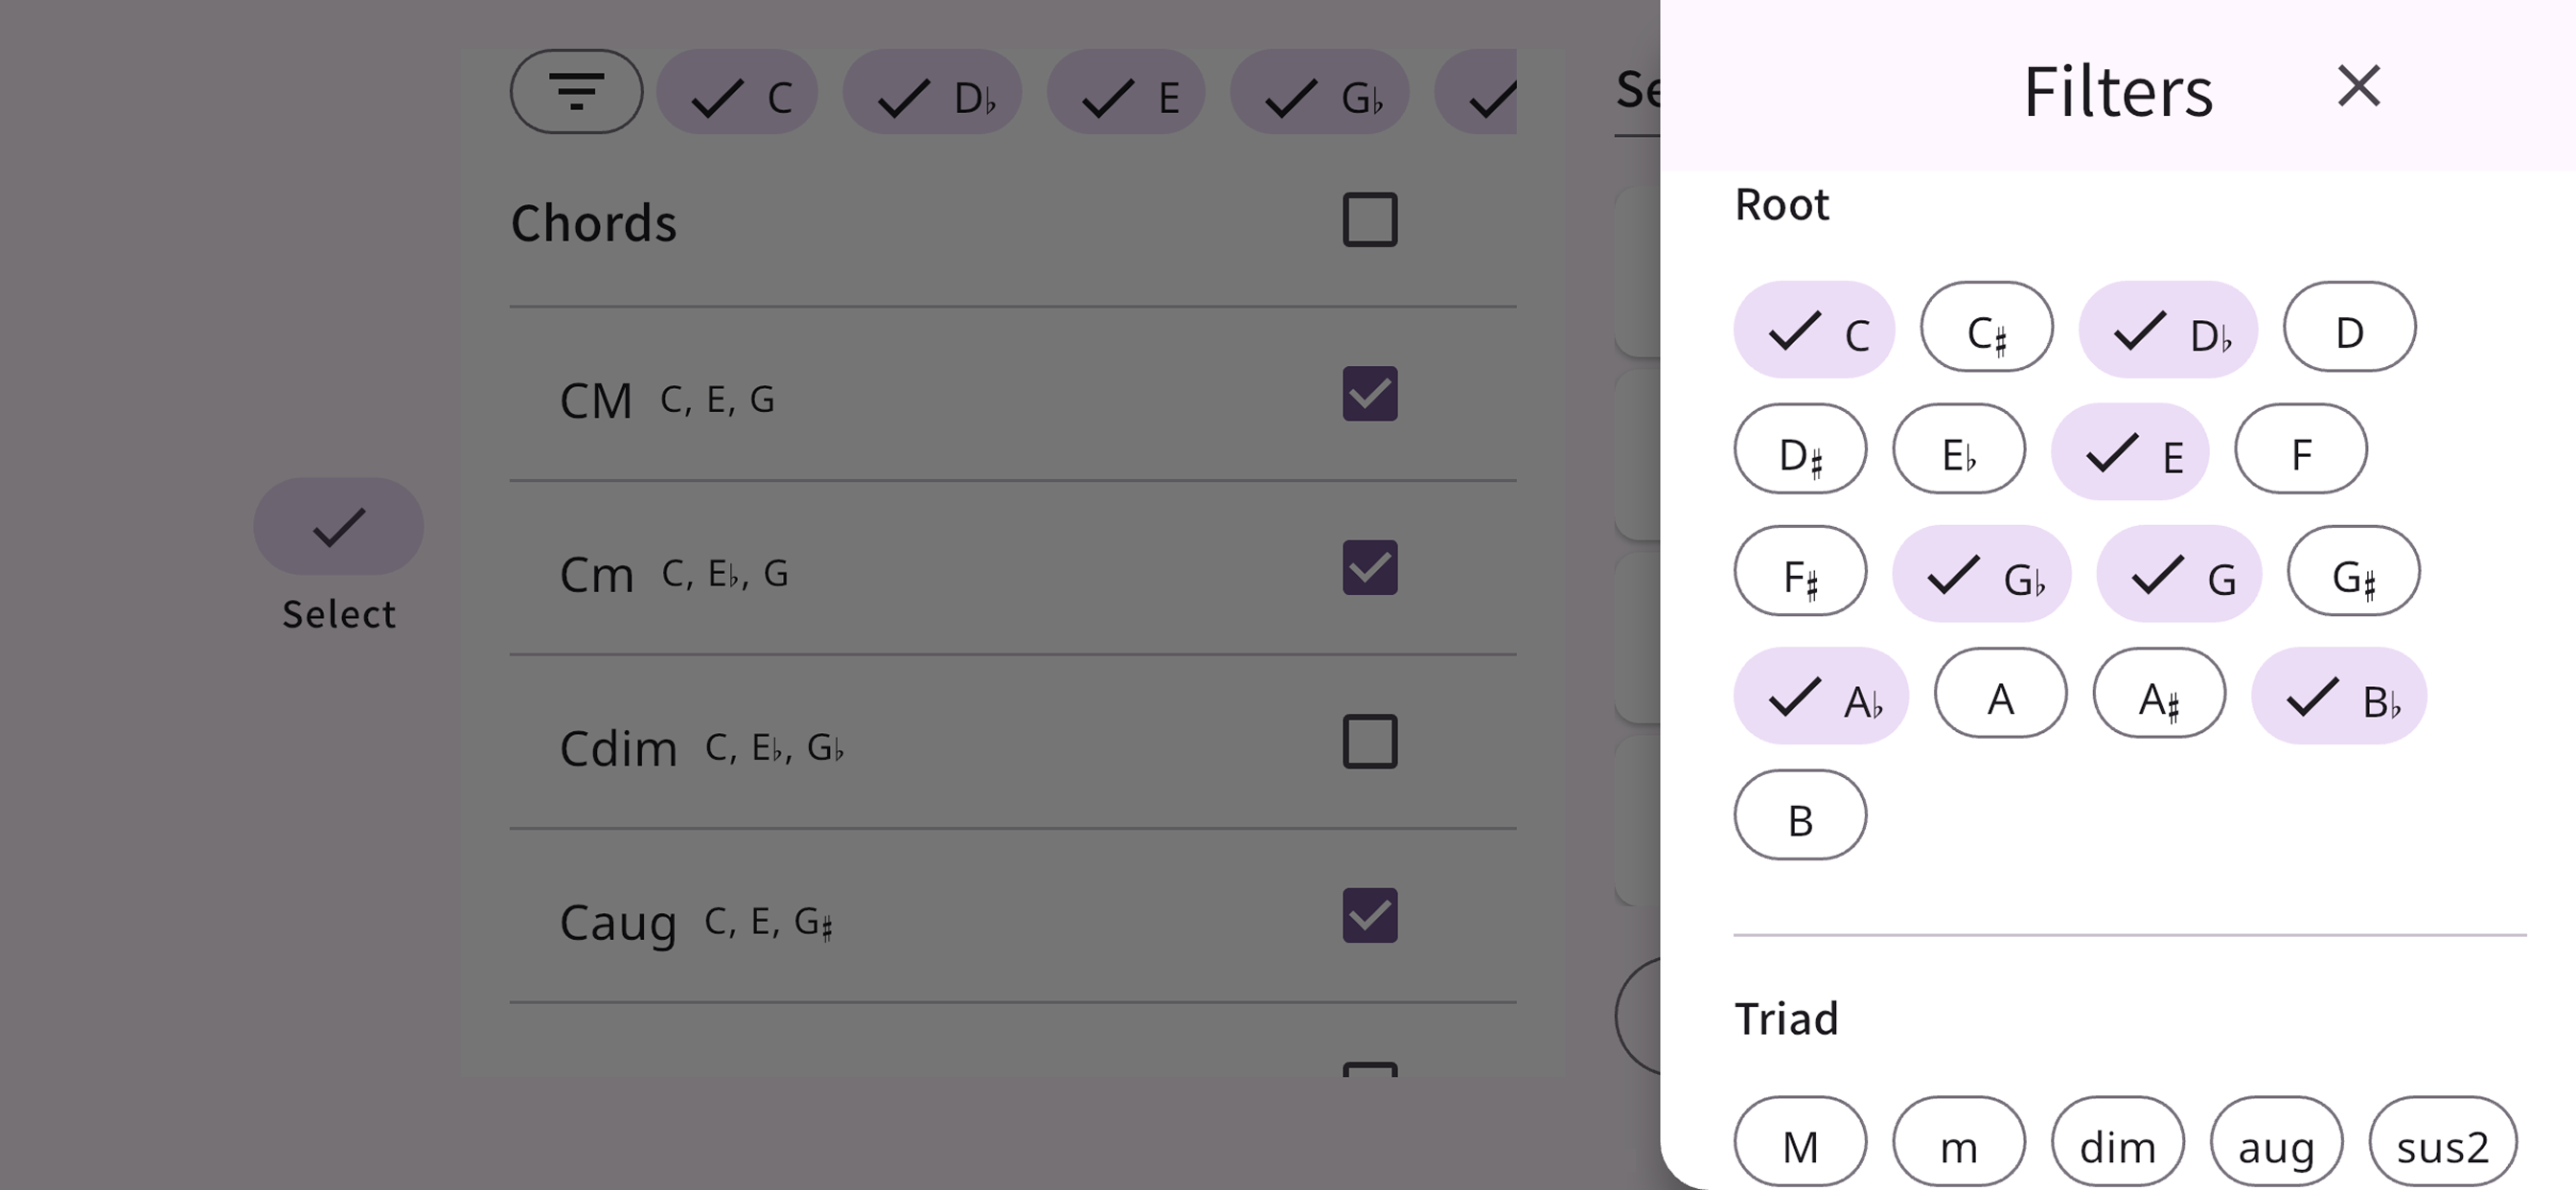 C D♭ E G♭
Chords
CM C, E, G
Cm C, E♭, G
Cdim C, E♭, G♭
Caug C, E, G♯
Select
Se
Filters
Root
C C♯ D♭ D
D♯ E♭ E F
F♯ G♭ G G♯
A♭ A A♯ B♭
B
Triad
M m dim aug sus2